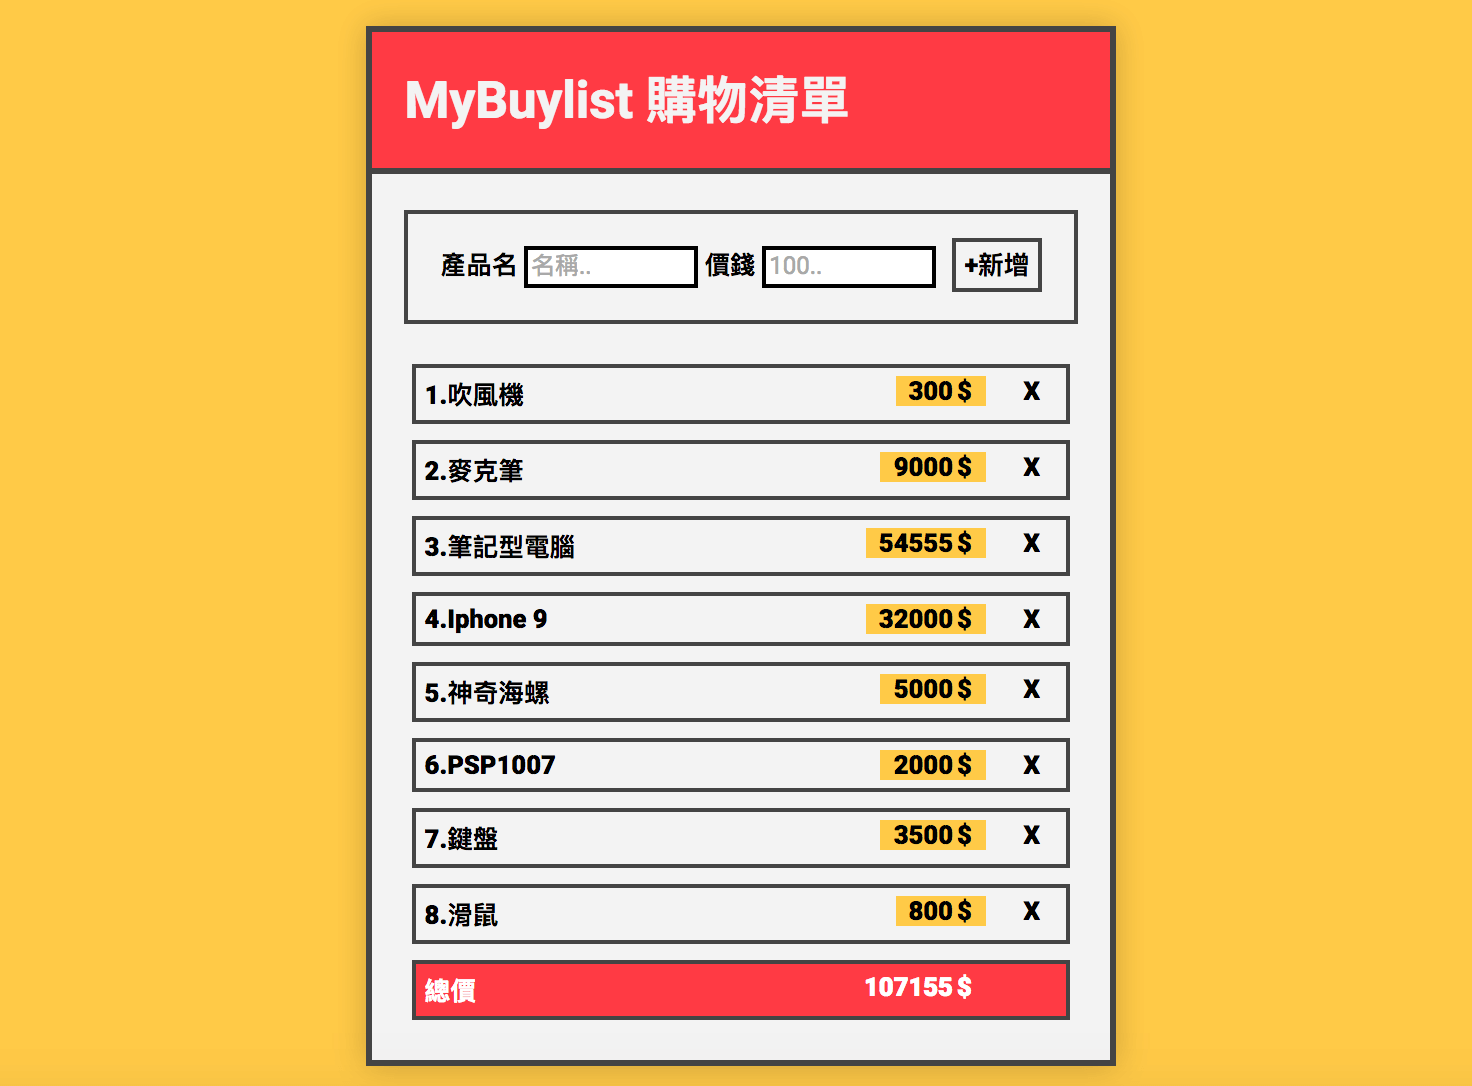 MyBuylist 購物清單
產品名 名稱.. 價錢 100.. +新增
1.吹風機 300 $ X
2.麥克筆 9000 $ X
3.筆記型電腦 54555 $ X
4.Iphone 9 32000 $ X
5.神奇海螺 5000 $ X
6.PSP1007 2000 $ X
7.鍵盤 3500 $ X
8.滑鼠 800 $ X
總價 107155 $